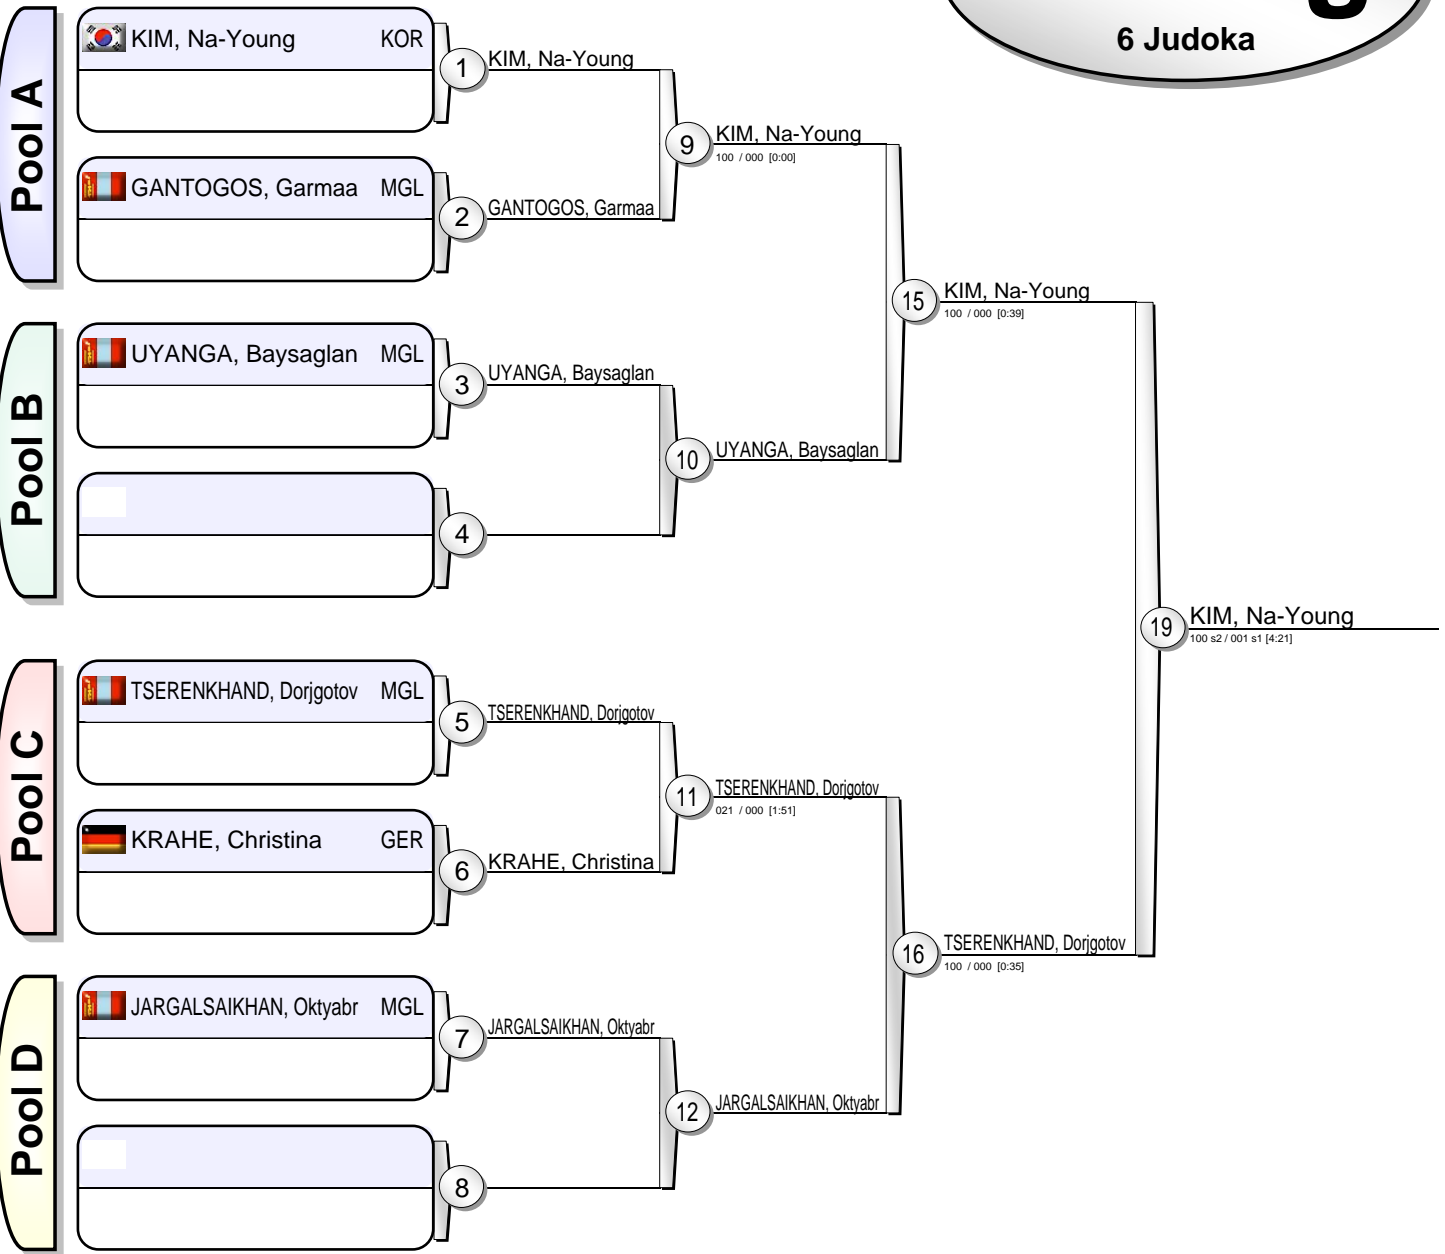 6 Judoka
Pool A
KIM, Na-Young KOR
1
KIM, Na-Young
GANTOGOS, Garmaa MGL
2
GANTOGOS, Garmaa
9
KIM, Na-Young
100 / 000 [0:00]
Pool B
UYANGA, Baysaglan MGL
3
UYANGA, Baysaglan
4
10
UYANGA, Baysaglan
15
KIM, Na-Young
100 / 000 [0:39]
Pool C
TSERENKHAND, Dorjgotov MGL
5
TSERENKHAND, Dorjgotov
KRAHE, Christina GER
6
KRAHE, Christina
11
TSERENKHAND, Dorjgotov
021 / 000 [1:51]
Pool D
JARGALSAIKHAN, Oktyabr MGL
7
JARGALSAIKHAN, Oktyabr
8
12
JARGALSAIKHAN, Oktyabr
16
TSERENKHAND, Dorjgotov
100 / 000 [0:35]
19
KIM, Na-Young
100 s2 / 001 s1 [4:21]